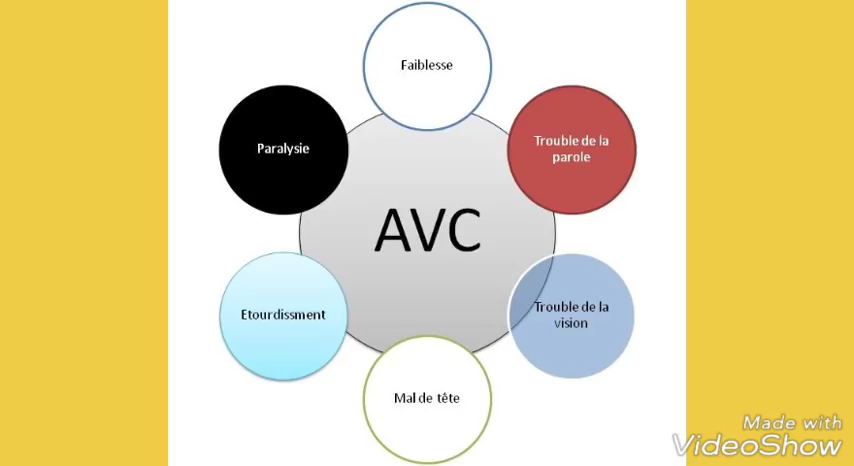 Faiblesse
Trouble de la
parole
Trouble de la
vision
Mal de tête
Etourdissment
Paralysie
AVC
Made with
VideoShow